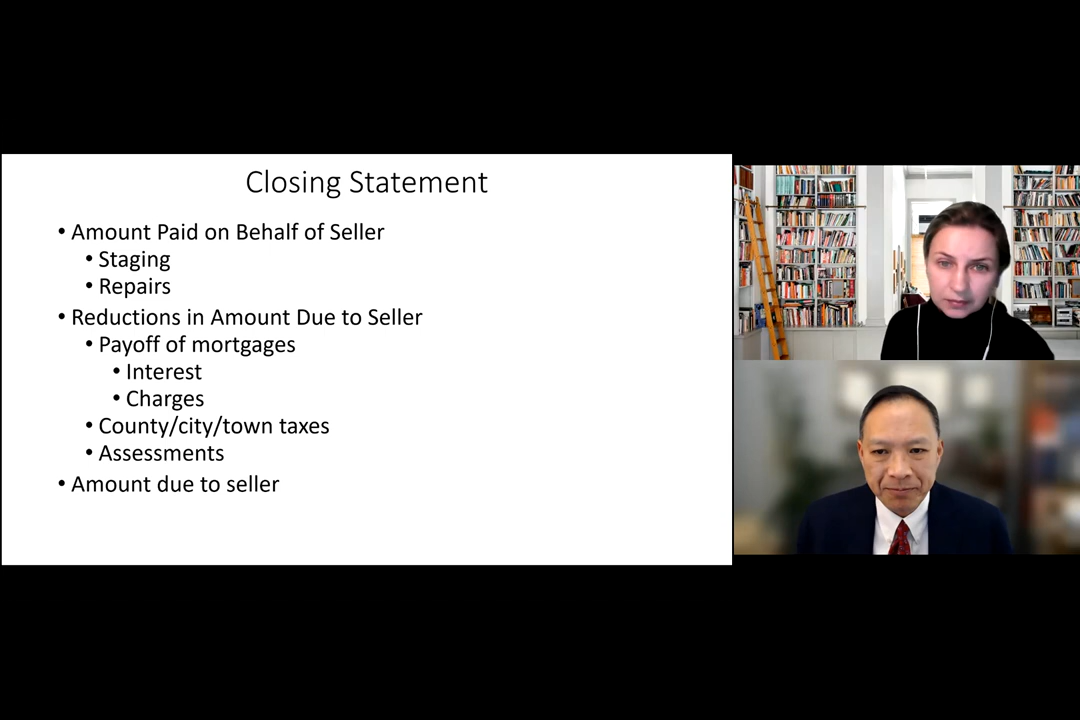 Closing Statement
• Amount Paid on Behalf of Seller
• Staging
• Repairs
• Reductions in Amount Due to Seller
• Payoff of mortgages
• Interest
• Charges
• County/city/town taxes
• Assessments
• Amount due to seller